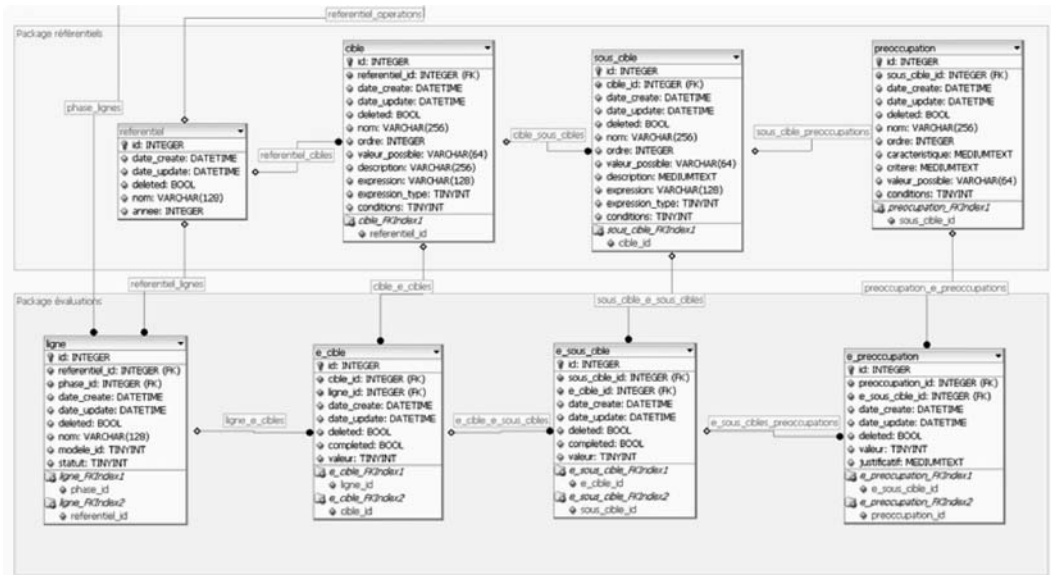 referentiel_operations
Package référentiels
phase_lignes
referentiel
id: INTEGER
date_create: DATETIME
date_update: DATETIME
deleted: BOOL
nom: VARCHAR(128)
annee: INTEGER
referentiel_cibles
cible
id: INTEGER
referentiel_id: INTEGER (FK)
date_create: DATETIME
date_update: DATETIME
deleted: BOOL
nom: VARCHAR(256)
ordre: INTEGER
valeur_possible: VARCHAR(64)
description: VARCHAR(256)
expression: VARCHAR(128)
expression_type: TINYINT
conditions: TINYINT
cible_FKIndex1
referentiel_id
cible_sous_cibles
sous_cible
id: INTEGER
cible_id: INTEGER (FK)
date_create: DATETIME
date_update: DATETIME
deleted: BOOL
nom: VARCHAR(256)
ordre: INTEGER
valeur_possible: VARCHAR(64)
description: MEDIUMTEXT
expression: VARCHAR(128)
expression_type: TINYINT
conditions: TINYINT
sous_cible_FKIndex1
cible_id
sous_cible_preoccupations
preoccupation
id: INTEGER
sous_cible_id: INTEGER (FK)
date_create: DATETIME
date_update: DATETIME
deleted: BOOL
nom: VARCHAR(256)
ordre: INTEGER
caracteristique: MEDIUMTEXT
critere: MEDIUMTEXT
valeur_possible: VARCHAR(64)
conditions: TINYINT
preocupation_FKIndex1
sous_cible_id
referentiel_lignes
cible_e_cibles
sous_cible_e_sous_cibles
preoccupation_e_preoccupations
Package évaluations
ligne
id: INTEGER
referentiel_id: INTEGER (FK)
phase_id: INTEGER (FK)
date_create: DATETIME
date_update: DATETIME
deleted: BOOL
nom: VARCHAR(128)
modele_id: TINYINT
statut: TINYINT
ligne_FKIndex1
phase_id
ligne_FKIndex2
referentiel_id
ligne_e_cibles
e_cible
id: INTEGER
cible_id: INTEGER (FK)
ligne_id: INTEGER (FK)
date_create: DATETIME
date_update: DATETIME
deleted: BOOL
completed: BOOL
valeur: TINYINT
e_cible_FKIndex1
ligne_id
e_cible_FKIndex2
cible_id
e_cible_e_sous_cibles
e_sous_cible
id: INTEGER
sous_cible_id: INTEGER (FK)
e_cible_id: INTEGER (FK)
date_create: DATETIME
date_update: DATETIME
deleted: BOOL
completed: BOOL
valeur: TINYINT
e_sous_cible_FKIndex1
e_cible_id
e_sous_cible_FKIndex2
sous_cible_id
e_sous_cibles_preoccupations
e_preoccupation
id: INTEGER
preoccupation_id: INTEGER (FK)
e_sous_cible_id: INTEGER (FK)
date_create: DATETIME
date_update: DATETIME
deleted: BOOL
valeur: TINYINT
justificatif: MEDIUMTEXT
e_preocupation_FKIndex1
e_sous_cible_id
e_preocupation_FKIndex2
preoccupation_id